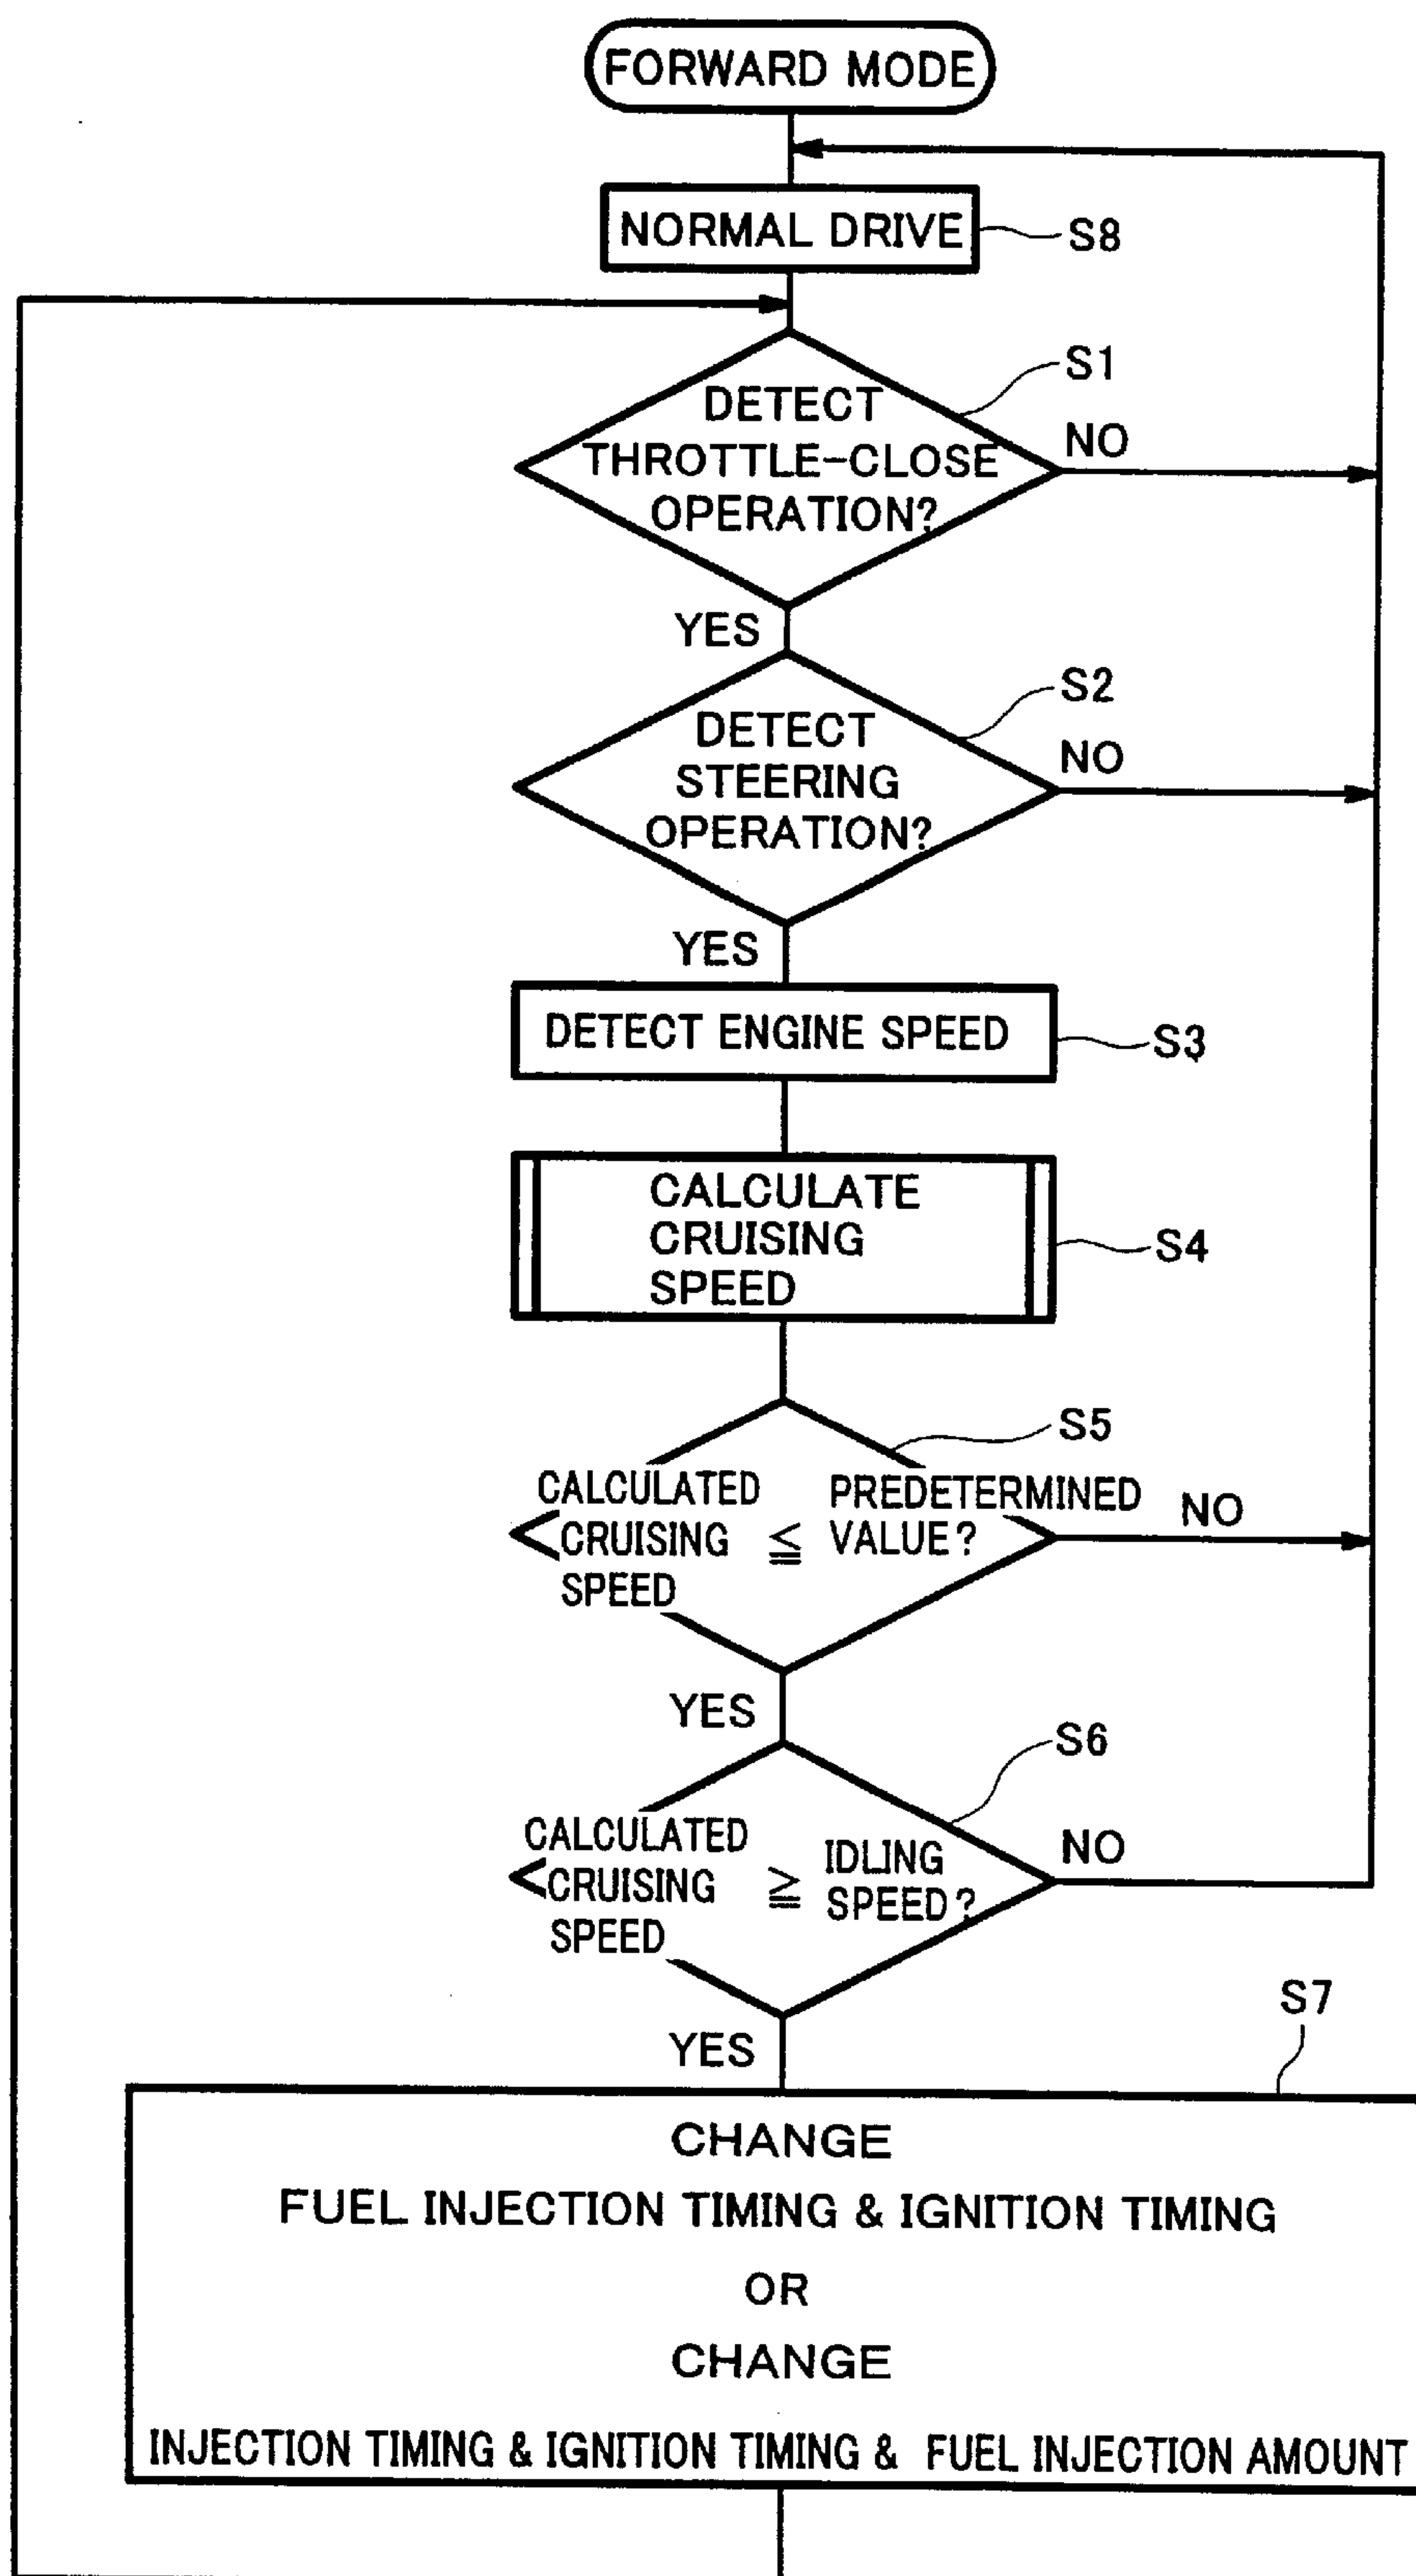 FORWARD MODE
NORMAL DRIVE
S8
S1
DETECT
THROTTLE-CLOSE
OPERATION?
NO
YES
S2
DETECT
STEERING
OPERATION?
NO
YES
DETECT ENGINE SPEED
S3
CALCULATE
CRUISING
SPEED
S4
S5
CALCULATED
CRUISING
SPEED
≦
PREDETERMINED
VALUE?
NO
YES
S6
CALCULATED
CRUISING
SPEED
≧
IDLING
SPEED?
NO
YES
S7
CHANGE
FUEL INJECTION TIMING & IGNITION TIMING
OR
CHANGE
INJECTION TIMING & IGNITION TIMING & FUEL INJECTION AMOUNT